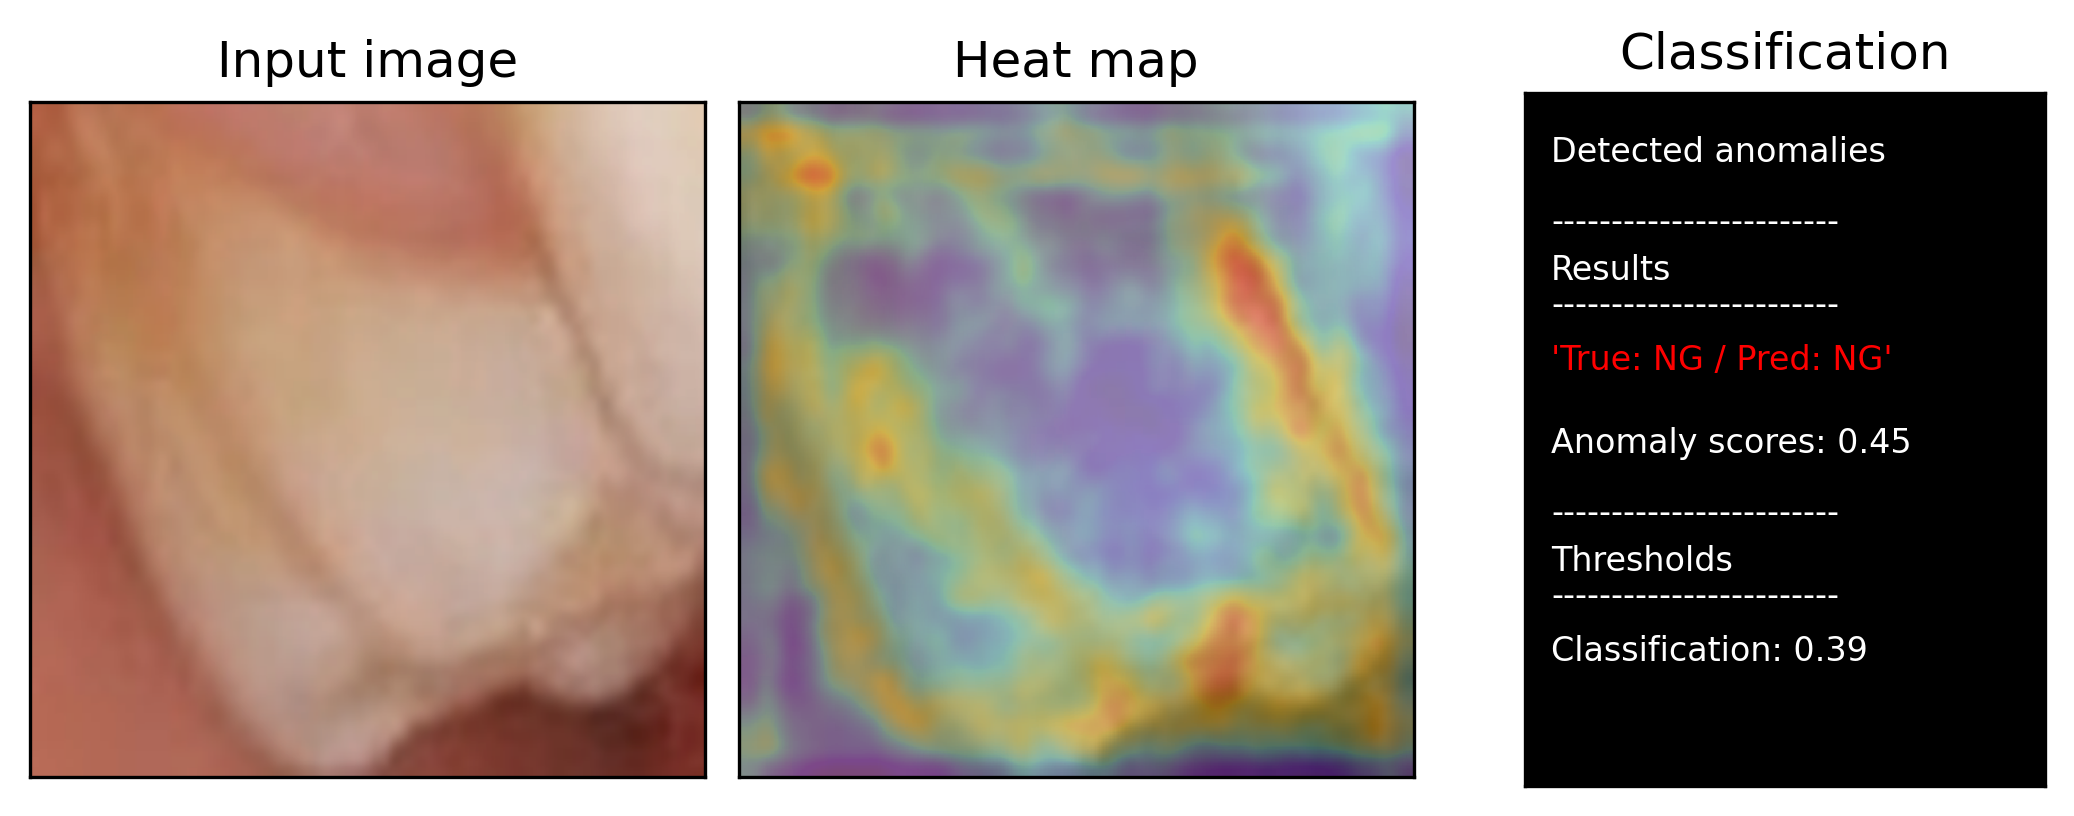 Input image
Heat map
Classification
Detected anomalies
------------------------
Results
------------------------
'True: NG / Pred: NG'
Anomaly scores: 0.45
------------------------
Thresholds
------------------------
Classification: 0.39